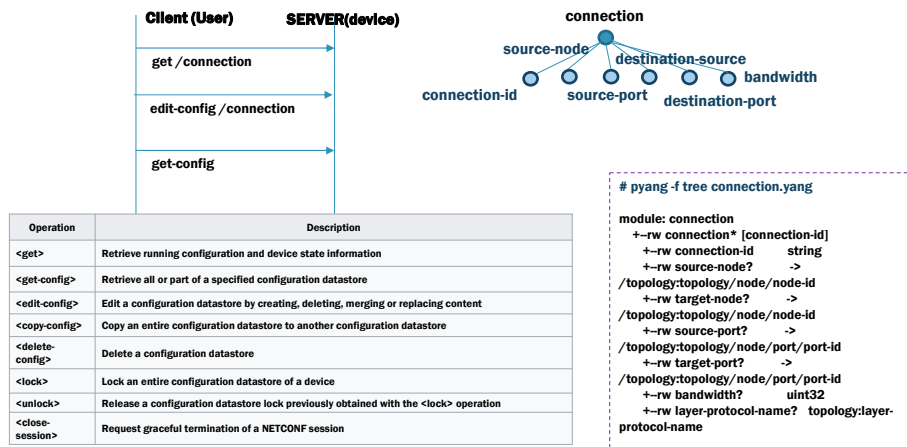 Client (User)
SERVER(device)
get /connection
edit-config /connection
get-config
connection
source-node
destination-source
bandwidth
connection-id
source-port
destination-port
Operation Description
<get> Retrieve running configuration and device state information
<get-config> Retrieve all or part of a specified configuration datastore
<edit-config> Edit a configuration datastore by creating, deleting, merging or replacing content
<copy-config> Copy an entire configuration datastore to another configuration datastore
<delete-
config> Delete a configuration datastore
<lock> Lock an entire configuration datastore of a device
<unlock> Release a configuration datastore lock previously obtained with the <lock> operation
<close-
session> Request graceful termination of a NETCONF session
# pyang -f tree connection.yang
module: connection
+--rw connection* [connection-id]
+--rw connection-id string
+--rw source-node? ->
/topology:topology/node/node-id
+--rw target-node? ->
/topology:topology/node/node-id
+--rw source-port? ->
/topology:topology/node/port/port-id
+--rw target-port? ->
/topology:topology/node/port/port-id
+--rw bandwidth? uint32
+--rw layer-protocol-name? topology:layer-
protocol-name